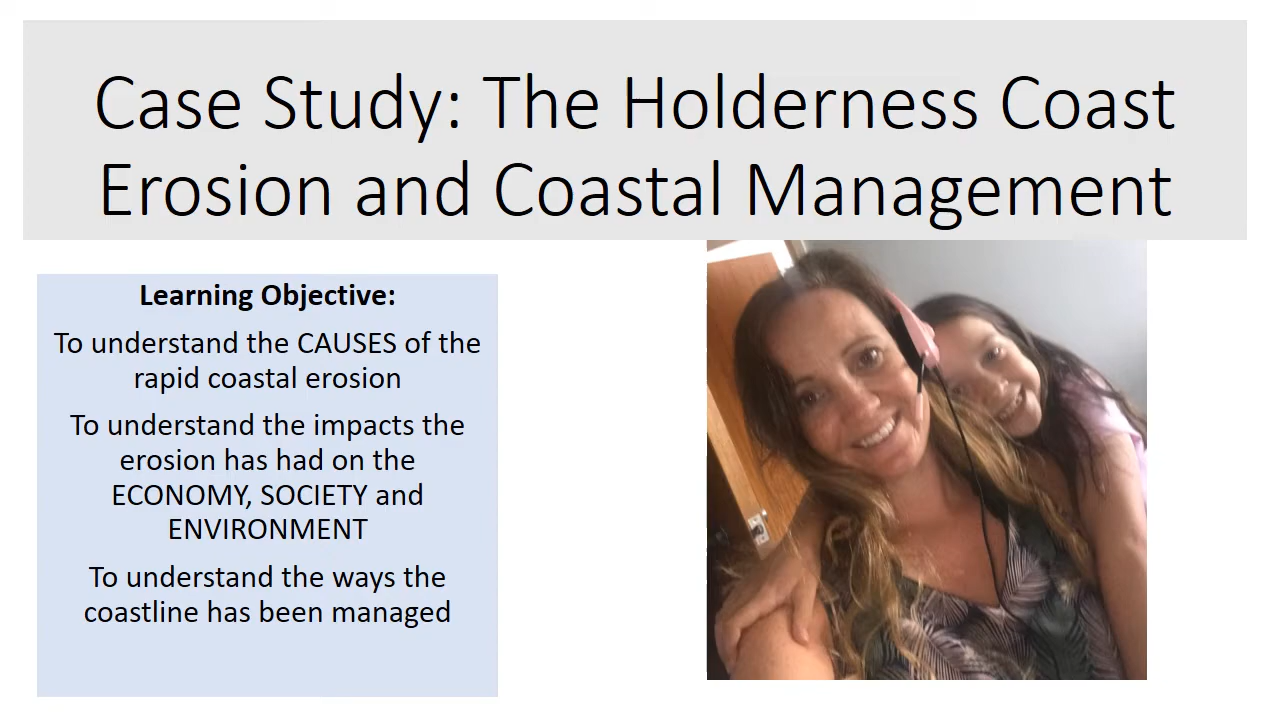 Case Study: The Holderness Coast
Erosion and Coastal Management
Learning Objective:
To understand the CAUSES of the
rapid coastal erosion
To understand the impacts the
erosion has had on the
ECONOMY, SOCIETY and
ENVIRONMENT
To understand the ways the
coastline has been managed